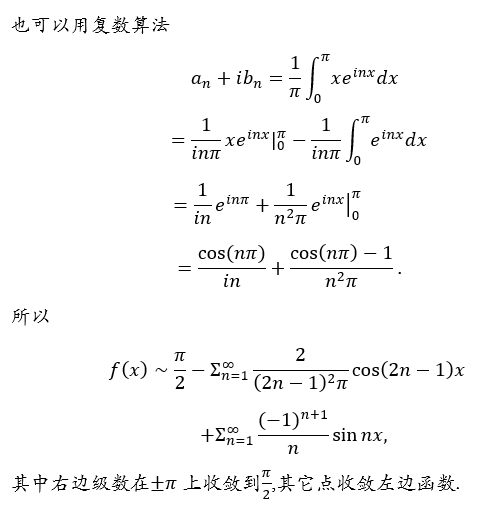 也可以用复数算法
$a_n + ib_n = \frac{1}{\pi}\int_0^{\pi} xe^{inx}dx$
$= \frac{1}{in\pi}xe^{inx}|_0^{\pi} - \frac{1}{in\pi}\int_0^{\pi} e^{inx}dx$
$= \frac{1}{in}e^{in\pi} + \frac{1}{n^2\pi}e^{inx}\big|_0^{\pi}$
$= \frac{\cos(n\pi)}{in} + \frac{\cos(n\pi) - 1}{n^2\pi}.$
所以
$f(x) \sim \frac{\pi}{2} - \Sigma_{n=1}^{\infty}\frac{2}{(2n-1)^2\pi}\cos(2n-1)x$
$+\Sigma_{n=1}^{\infty}\frac{(-1)^{n+1}}{n}\sin nx,$
其中右边级数在$\pm\pi$上收敛到$\frac{\pi}{2}$,其它点收敛左边函数.